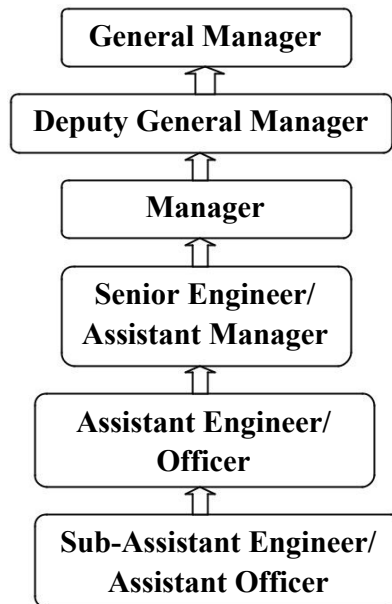 General Manager
Deputy General Manager
Manager
Senior Engineer/
Assistant Manager
Assistant Engineer/
Officer
Sub-Assistant Engineer/
Assistant Officer